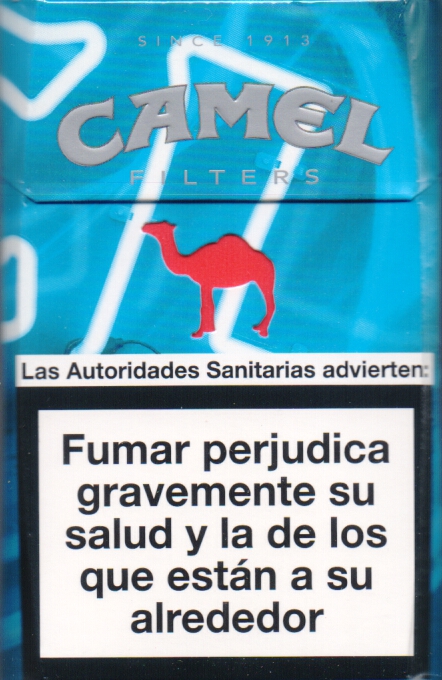 SINCE 1913
CAMEL
FILTERS
Las Autoridades Sanitarias advierten:
Fumar perjudica
gravemente su
salud y la de los
que están a su
alrededor